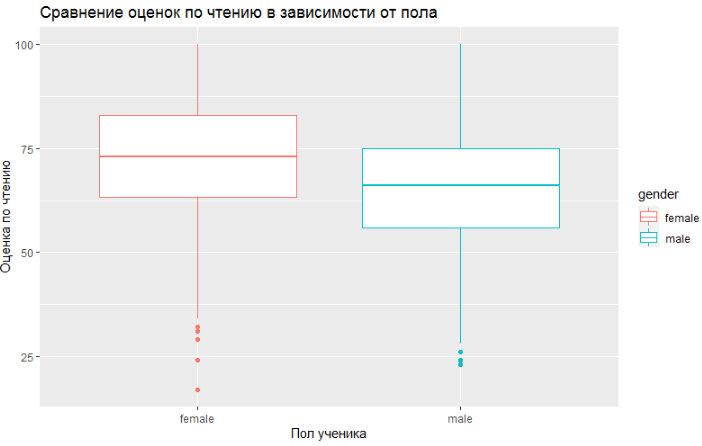 Сравнение оценок по чтению в зависимости от пола
100
75
50
25
Оценка по чтению
female
male
Пол ученика
gender
female
male